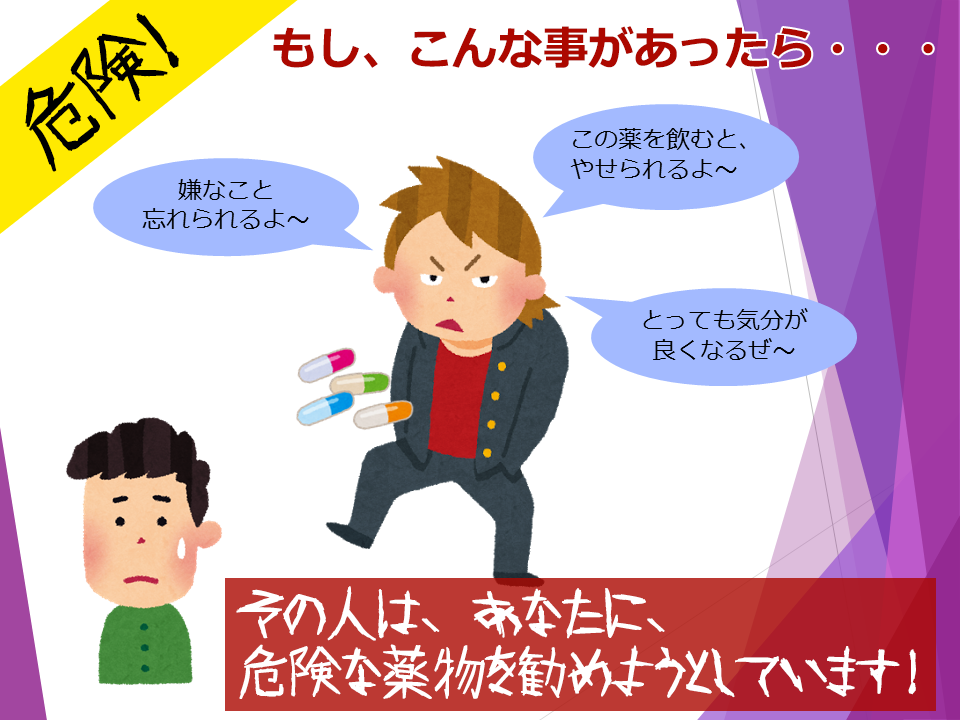 危険!
もし、こんな事があったら・・・
この薬を飲むと、
やせられるよ～
嫌なこと
忘れられるよ～
とっても気分が
良くなるぜ～
その人は、あなたに、
危険な薬物を勧めようとしています!